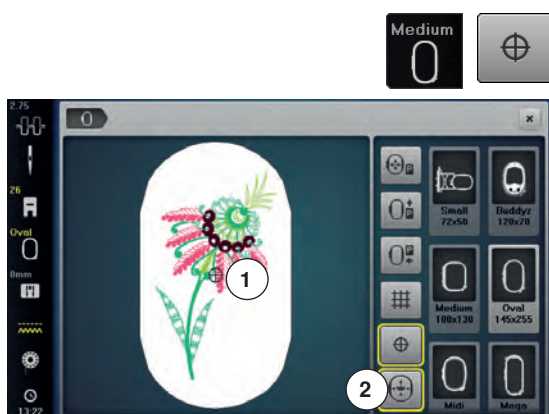 Medium
2.75
26
Oval
0mm
13:22
1
2
Small
72x50
Buddyz
120x70
Medium
100x130
Oval
145x255
Midi
Mega